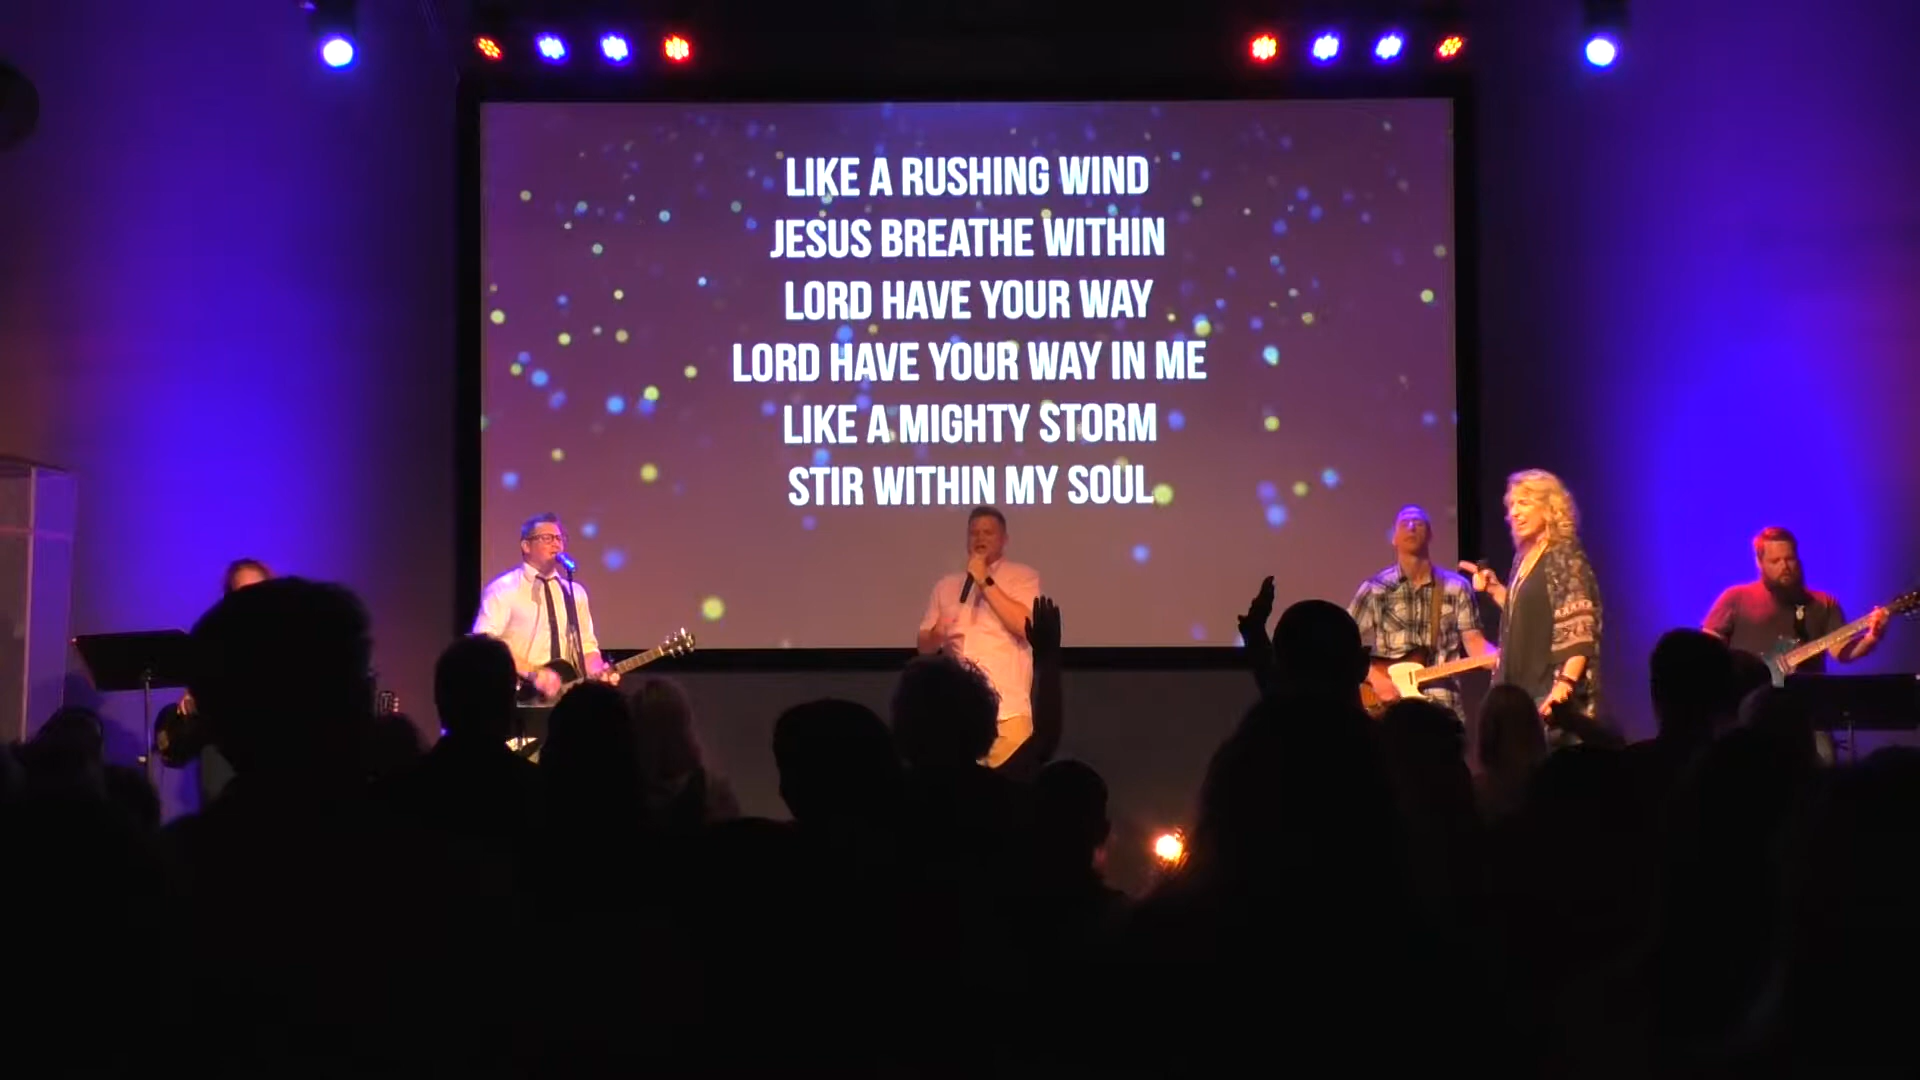 LIKE A RUSHING WIND
JESUS BREATHE WITHIN
LORD HAVE YOUR WAY
LORD HAVE YOUR WAY IN ME
LIKE A MIGHTY STORM
STIR WITHIN MY SOUL